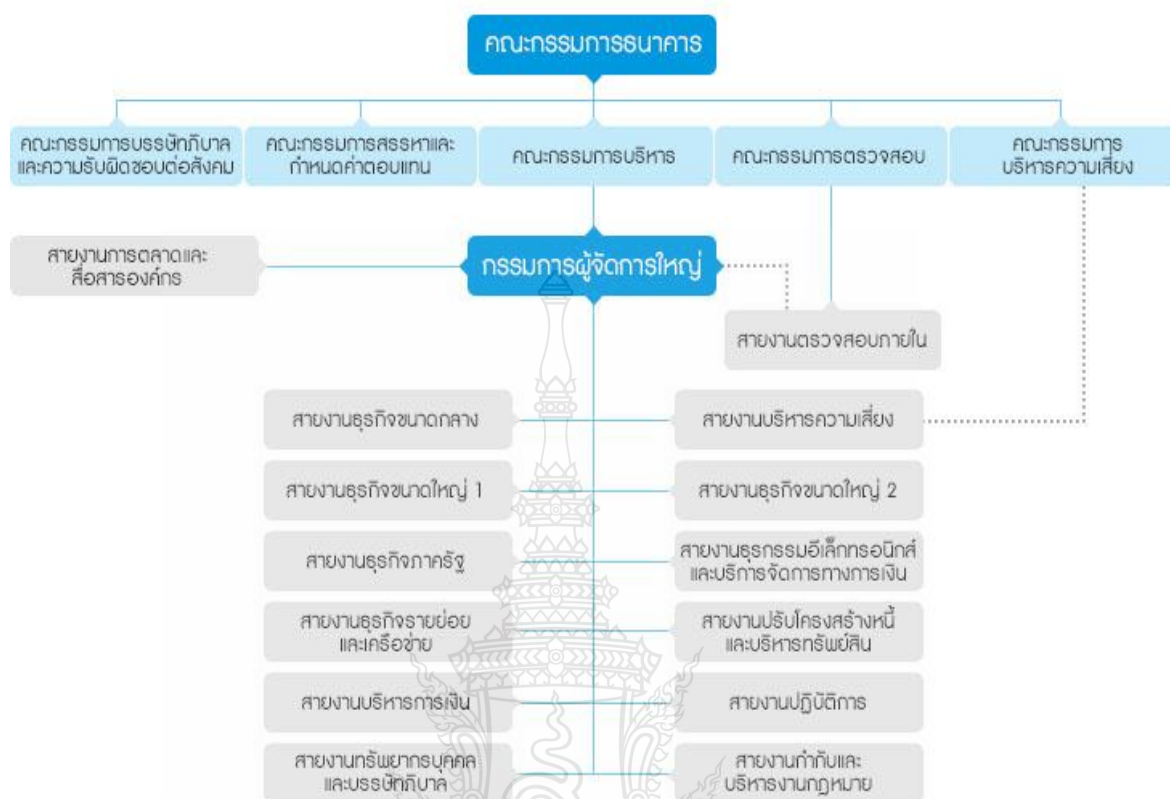 คณะกรรมการธนาคาร
คณะกรรมการบรรษัทภิบาล
และความรับผิดชอบต่อสังคม
คณะกรรมการสรรหาและ
กำหนดค่าตอบแทน
คณะกรรมการบริหาร
คณะกรรมการตรวจสอบ
คณะกรรมการ
บริหารความเสี่ยง
สายงานการตลาดและ
สื่อสารองค์กร
กรรมการผู้จัดการใหญ่
สายงานตรวจสอบภายใน
สายงานธุรกิจขนาดกลาง
สายงานบริหารความเสี่ยง
สายงานธุรกิจขนาดใหญ่ 1
สายงานธุรกิจขนาดใหญ่ 2
สายงานธุรกิจภาครัฐ
สายงานธุรกรรมอีเล็กทรอนิกส์
และบริการจัดการทางการเงิน
สายงานธุรกิจรายย่อย
และเครือข่าย
สายงานปรับโครงสร้างหนี้
และบริหารทรัพย์สิน
สายงานบริหารการเงิน
สายงานปฏิบัติการ
สายงานทรัพยากรบุคคล
และบรรษัทภิบาล
สายงานกำกับและ
บริหารงานกฎหมาย